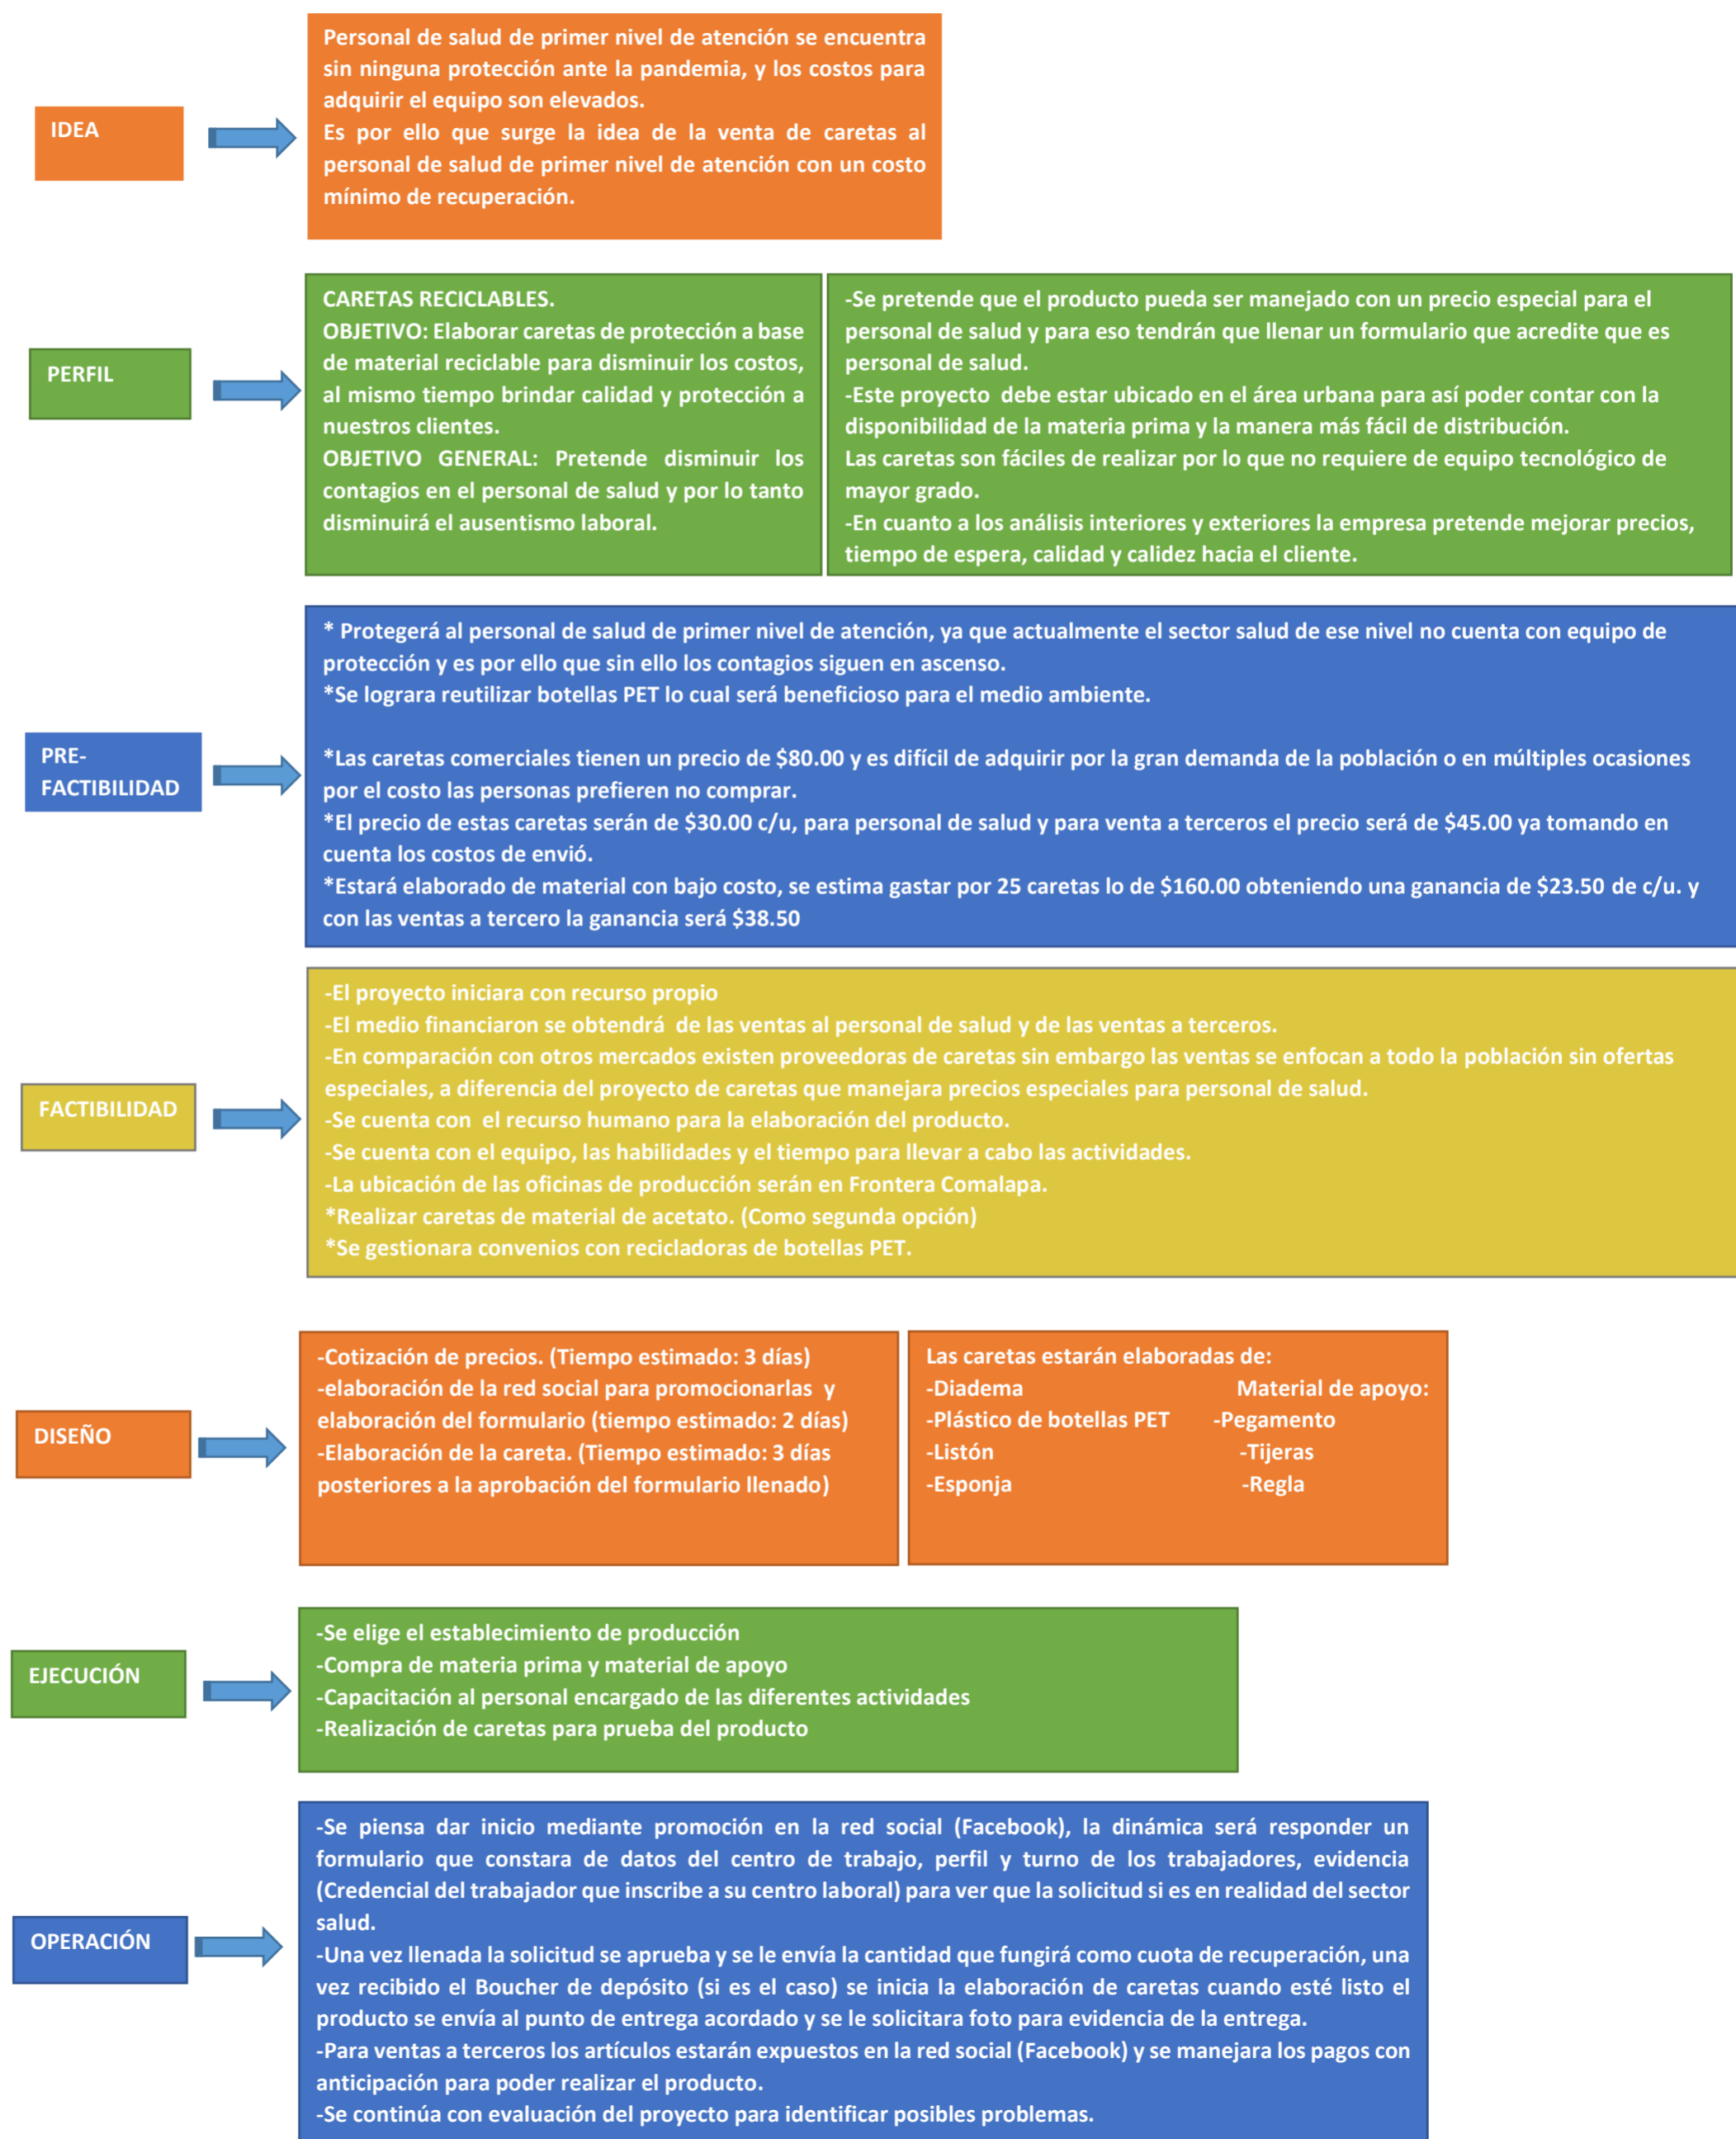 IDEA
Personal de salud de primer nivel de atención se encuentra
sin ninguna protección ante la pandemia, y los costos para
adquirir el equipo son elevados.
Es por ello que surge la idea de la venta de caretas al
personal de salud de primer nivel de atención con un costo
mínimo de recuperación.
PERFIL
CARETAS RECICLABLES.
OBJETIVO: Elaborar caretas de protección a base
de material reciclable para disminuir los costos,
al mismo tiempo brindar calidad y protección a
nuestros clientes.
OBJETIVO GENERAL: Pretende disminuir los
contagios en el personal de salud y por lo tanto
disminuirá el ausentismo laboral.
-Se pretende que el producto pueda ser manejado con un precio especial para el
personal de salud y para eso tendrán que llenar un formulario que acredite que es
personal de salud.
-Este proyecto debe estar ubicado en el área urbana para así poder contar con la
disponibilidad de la materia prima y la manera más fácil de distribución.
Las caretas son fáciles de realizar por lo que no requiere de equipo tecnológico de
mayor grado.
-En cuanto a los análisis interiores y exteriores la empresa pretende mejorar precios,
tiempo de espera, calidad y calidez hacia el cliente.
PRE-
FACTIBILIDAD
* Protegerá al personal de salud de primer nivel de atención, ya que actualmente el sector salud de ese nivel no cuenta con equipo de
protección y es por ello que sin ello los contagios siguen en ascenso.
*Se lograra reutilizar botellas PET lo cual será beneficioso para el medio ambiente.
*Las caretas comerciales tienen un precio de $80.00 y es difícil de adquirir por la gran demanda de la población o en múltiples ocasiones
por el costo las personas prefieren no comprar.
*El precio de estas caretas serán de $30.00 c/u, para personal de salud y para venta a terceros el precio será de $45.00 ya tomando en
cuenta los costos de envió.
*Estará elaborado de material con bajo costo, se estima gastar por 25 caretas lo de $160.00 obteniendo una ganancia de $23.50 de c/u. y
con las ventas a tercero la ganancia será $38.50
FACTIBILIDAD
-El proyecto iniciara con recurso propio
-El medio financiaron se obtendrá de las ventas al personal de salud y de las ventas a terceros.
-En comparación con otros mercados existen proveedoras de caretas sin embargo las ventas se enfocan a todo la población sin ofertas
especiales, a diferencia del proyecto de caretas que manejara precios especiales para personal de salud.
-Se cuenta con el recurso humano para la elaboración del producto.
-Se cuenta con el equipo, las habilidades y el tiempo para llevar a cabo las actividades.
-La ubicación de las oficinas de producción serán en Frontera Comalapa.
*Realizar caretas de material de acetato. (Como segunda opción)
*Se gestionara convenios con recicladoras de botellas PET.
DISEÑO
-Cotización de precios. (Tiempo estimado: 3 días)
-elaboración de la red social para promocionarlas y
elaboración del formulario (tiempo estimado: 2 días)
-Elaboración de la careta. (Tiempo estimado: 3 días
posteriores a la aprobación del formulario llenado)
Las caretas estarán elaboradas de:
-Diadema Material de apoyo:
-Plástico de botellas PET -Pegamento
-Listón -Tijeras
-Esponja -Regla
EJECUCIÓN
-Se elige el establecimiento de producción
-Compra de materia prima y material de apoyo
-Capacitación al personal encargado de las diferentes actividades
-Realización de caretas para prueba del producto
OPERACIÓN
-Se piensa dar inicio mediante promoción en la red social (Facebook), la dinámica será responder un
formulario que constara de datos del centro de trabajo, perfil y turno de los trabajadores, evidencia
(Credencial del trabajador que inscribe a su centro laboral) para ver que la solicitud si es en realidad del sector
salud.
-Una vez llenada la solicitud se aprueba y se le envía la cantidad que fungirá como cuota de recuperación, una
vez recibido el Boucher de depósito (si es el caso) se inicia la elaboración de caretas cuando esté listo el
producto se envía al punto de entrega acordado y se le solicitara foto para evidencia de la entrega.
-Para ventas a terceros los artículos estarán expuestos en la red social (Facebook) y se manejara los pagos con
anticipación para poder realizar el producto.
-Se continúa con evaluación del proyecto para identificar posibles problemas.